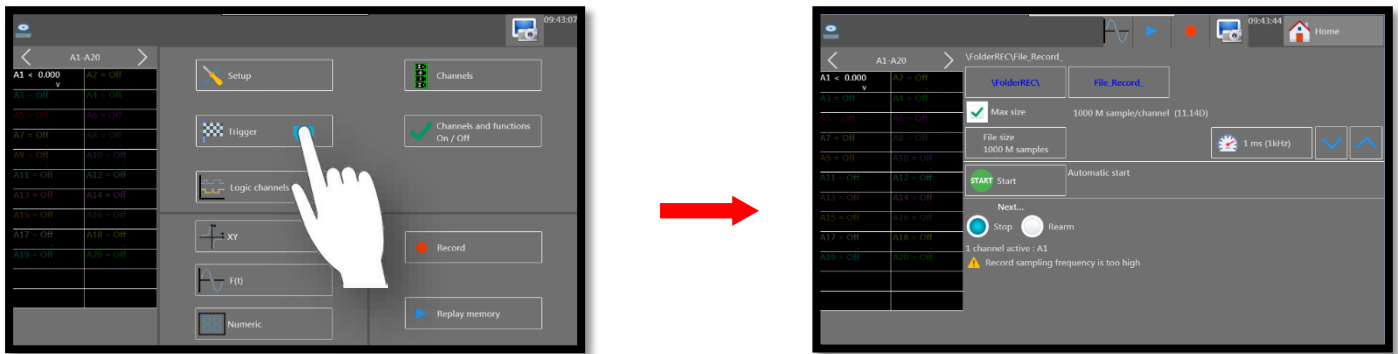 09:43:07
A1-A20
A1 < 0.000
v
A2 = Off
A3 = Off
A4 = Off
A5 = Off
A6 = Off
A7 = Off
A8 = Off
A9 = Off
A10 = Off
A11 = Off
A12 = Off
A13 = Off
A14 = Off
A15 = Off
A16 = Off
A17 = Off
A18 = Off
A19 = Off
A20 = Off
Setup
Channels
Trigger
Channels and functions
On / Off
Logic channels
XY
Record
F(t)
Replay memory
Numeric
09:43:44
Home
A1-A20
A1 < 0.000
v
A2 = Off
A3 = Off
A4 = Off
A5 = Off
A6 = Off
A7 = Off
A8 = Off
A9 = Off
A10 = Off
A11 = Off
A12 = Off
A13 = Off
A14 = Off
A15 = Off
A16 = Off
A17 = Off
A18 = Off
A19 = Off
A20 = Off
\FolderREC\File_Record_
\FolderREC\
File_Record_
Max size
1000 M sample/channel (11.14D)
File size
1000 M samples
1 ms (1kHz)
START Start
Automatic start
Next...
Stop
Rearm
1 channel active : A1
Record sampling frequency is too high